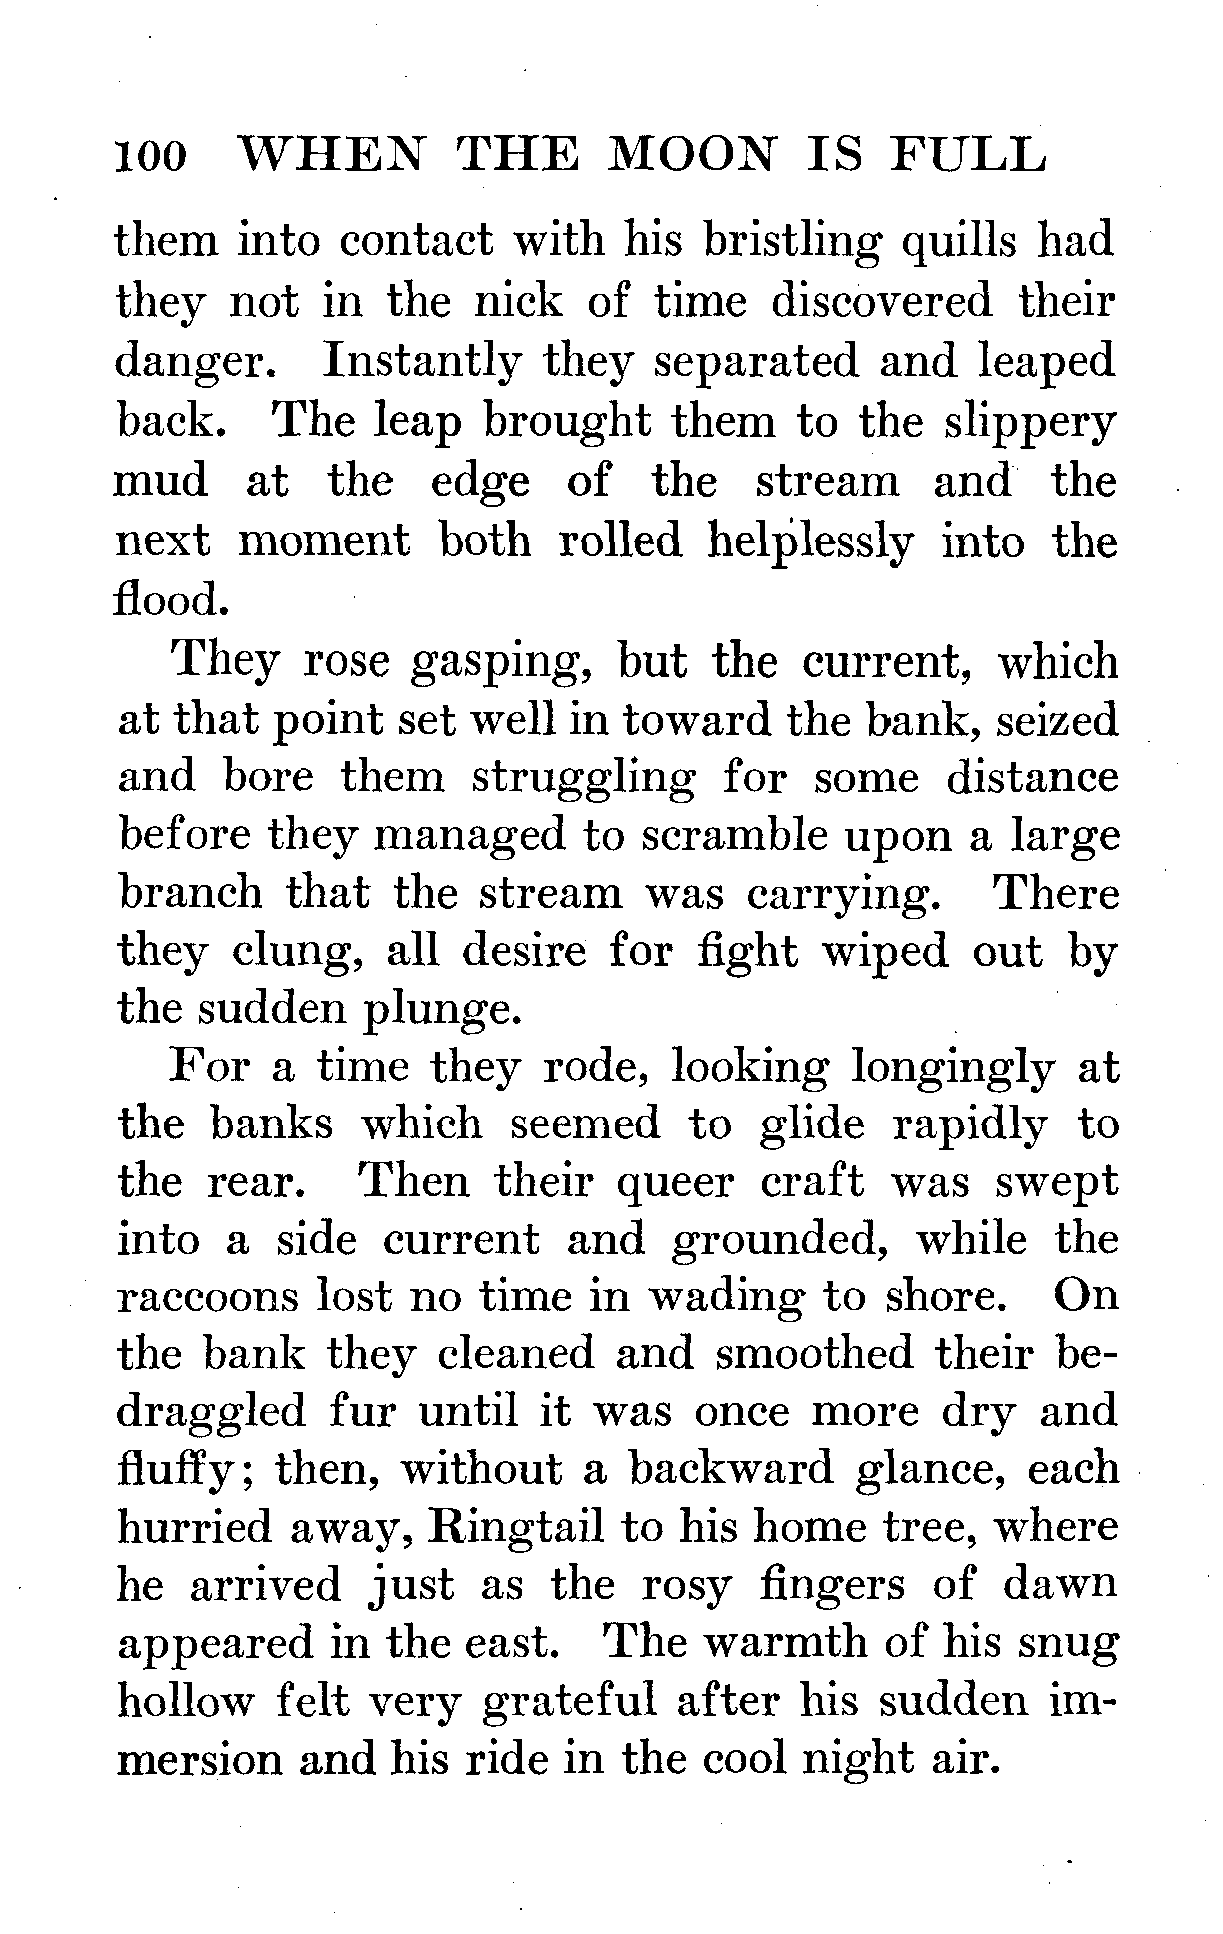 100 WHEN THE MOON IS FULL
them into contact with his bristling quills had
they not in the nick of time discovered their
danger. Instantly they separated and leaped
back. The leap brought them to the slippery
mud at the edge of the stream and the
next moment both rolled helplessly into the
flood.
They rose gasping, but the current, which
at that point set well in toward the bank, seized
and bore them struggling for some distance
before they managed to scramble upon a large
branch that the stream was carrying. There
they clung, all desire for fight wiped out by
the sudden plunge.
For a time they rode, looking longingly at
the banks which seemed to glide rapidly to
the rear. Then their queer craft was swept
into a side current and grounded, while the
raccoons lost no time in wading to shore. On
the bank they cleaned and smoothed their be-
draggled fur until it was once more dry and
fluffy; then, without a backward glance, each
hurried away, Ringtail to his home tree, where
he arrived just as the rosy fingers of dawn
appeared in the east. The warmth of his snug
hollow felt very grateful after his sudden im-
mersion and his ride in the cool night air.